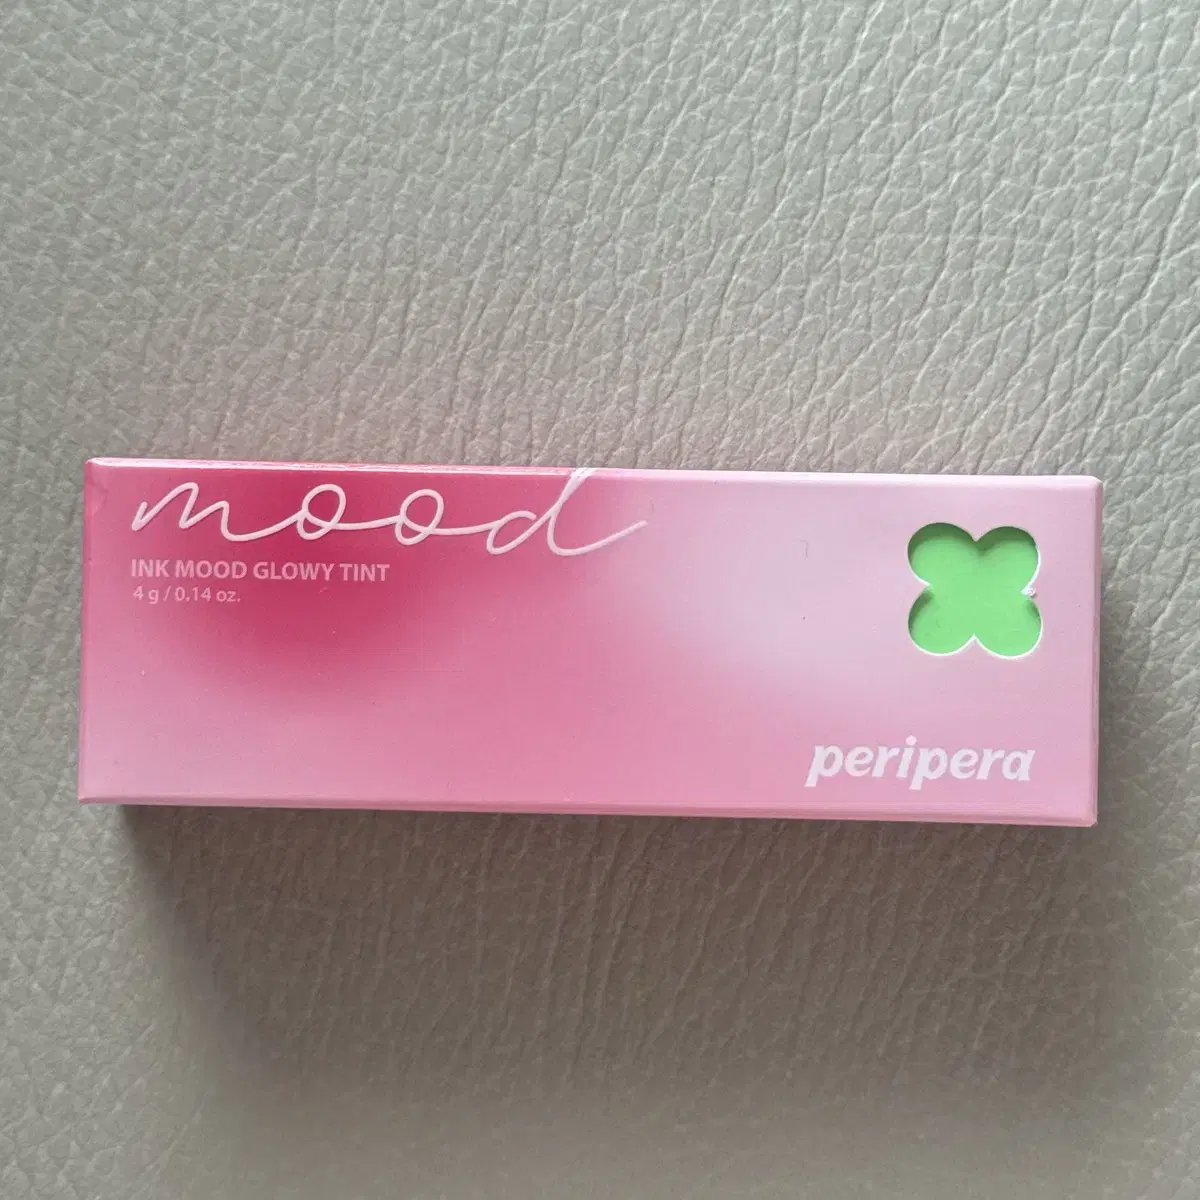 mood
INK MOOD GLOWY TINT
4 g / 0.14 oz.
peripera